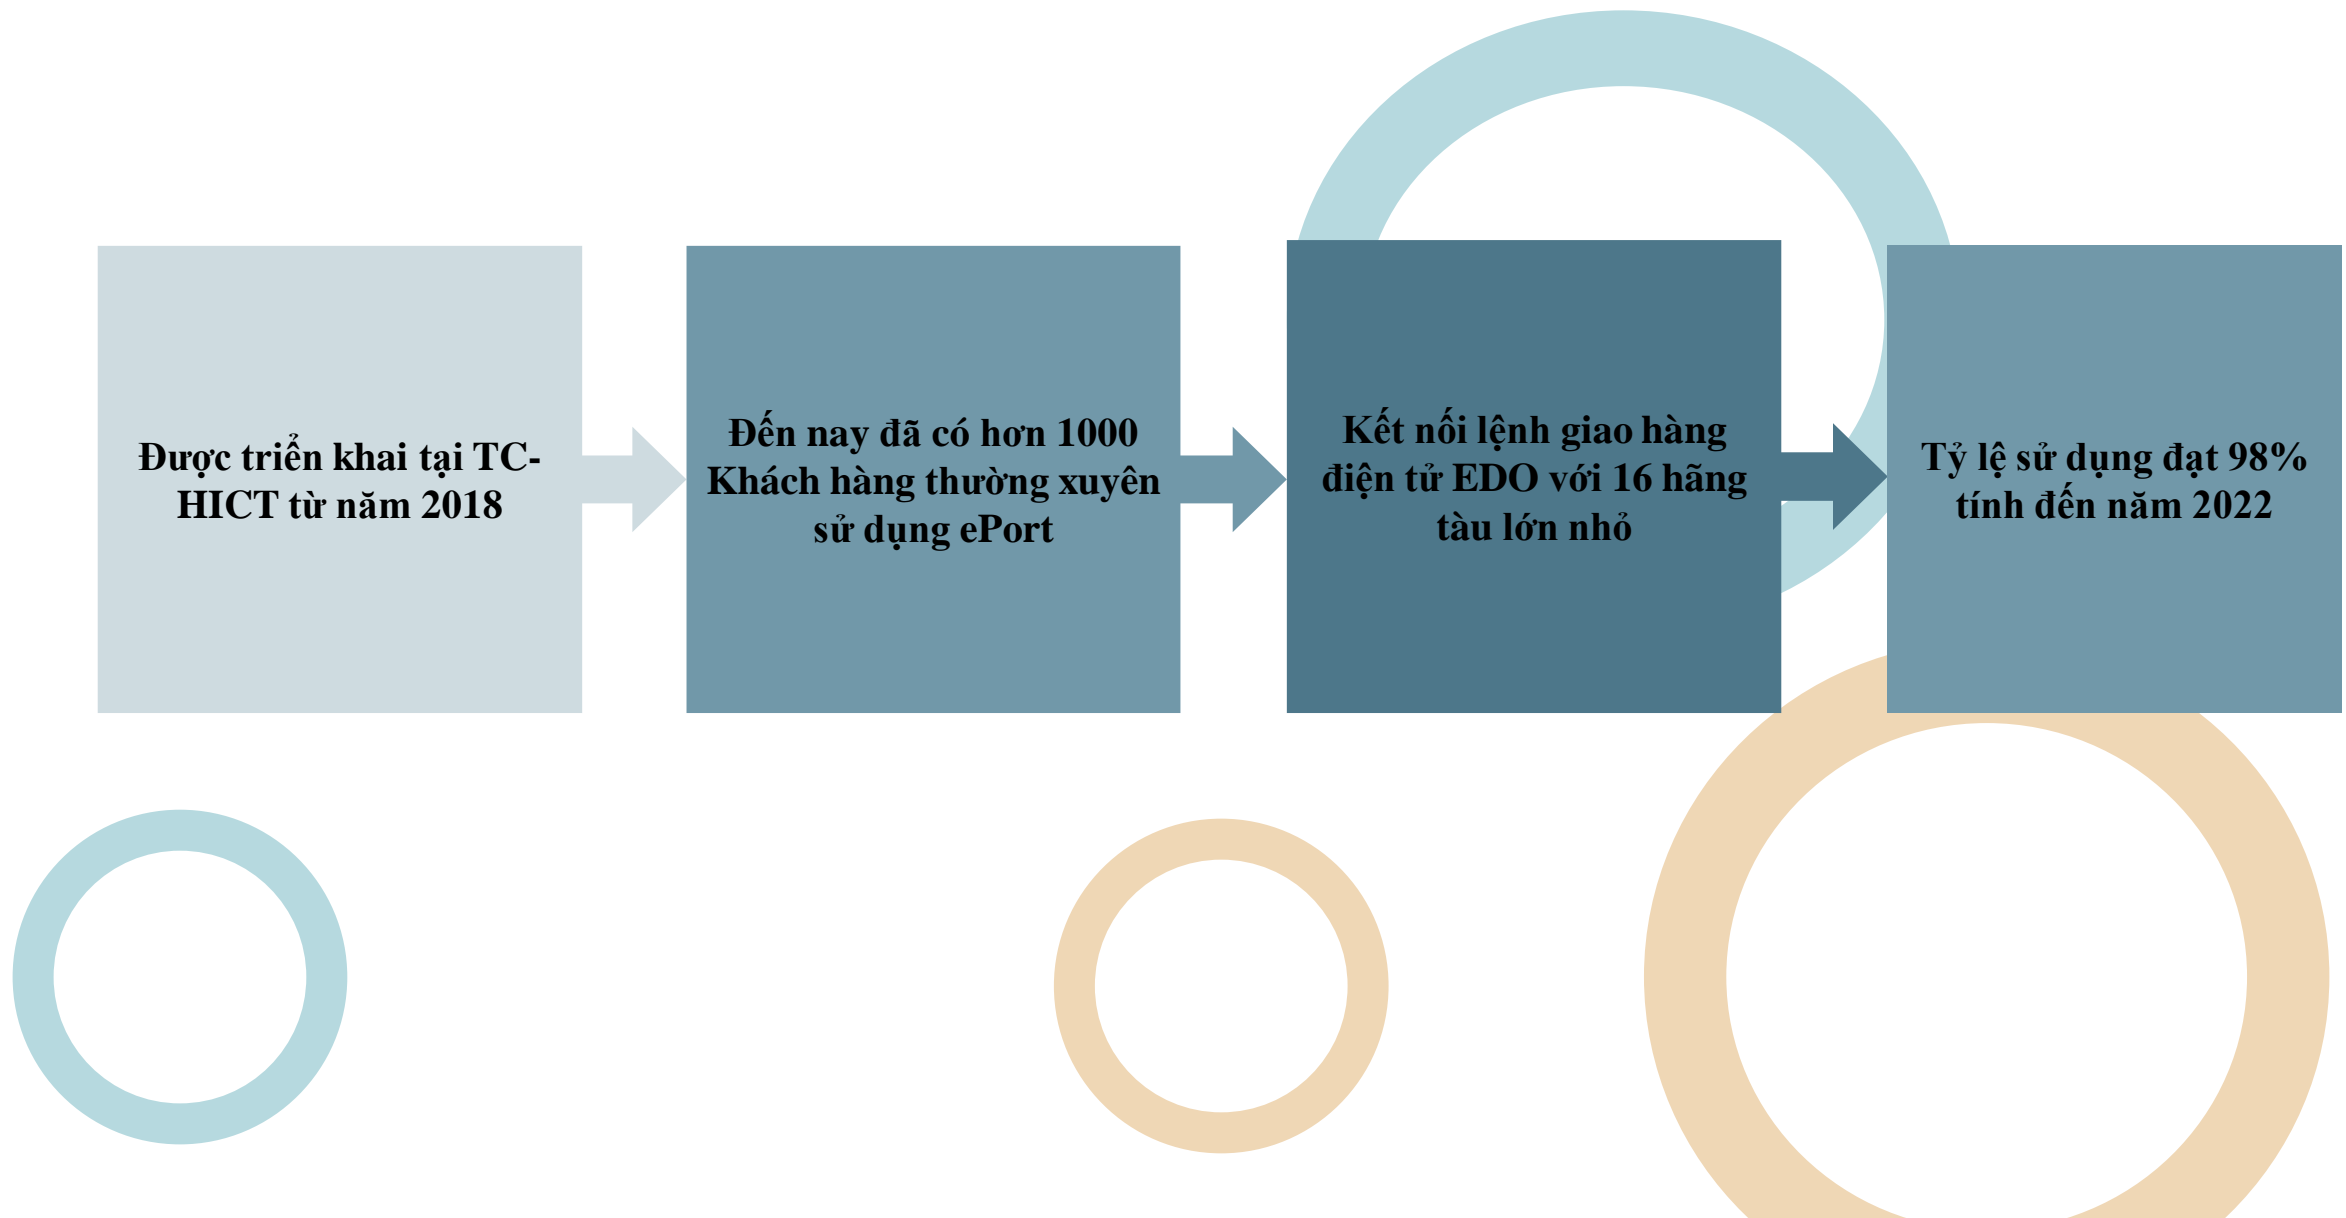 Được triển khai tại TC-
HICT từ năm 2018
Đến nay đã có hơn 1000
Khách hàng thường xuyên
sử dụng ePort
Kết nối lệnh giao hàng
điện tử EDO với 16 hãng
tàu lớn nhỏ
Tỷ lệ sử dụng đạt 98%
tính đến năm 2022